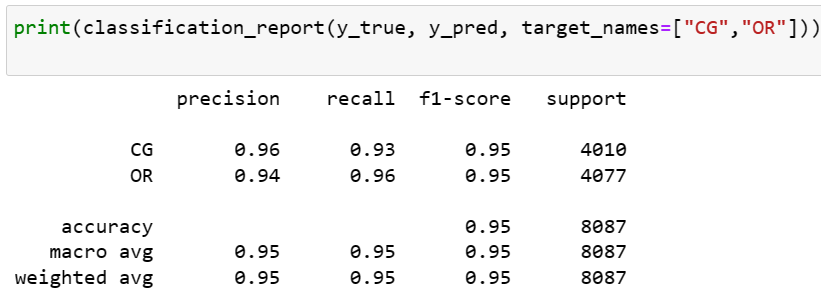 print(classification_report(y_true, y_pred, target_names=["CG","OR"]))
precision recall f1-score support
CG 0.96 0.93 0.95 4010
OR 0.94 0.96 0.95 4077
accuracy 0.95 8087
macro avg 0.95 0.95 0.95 8087
weighted avg 0.95 0.95 0.95 8087